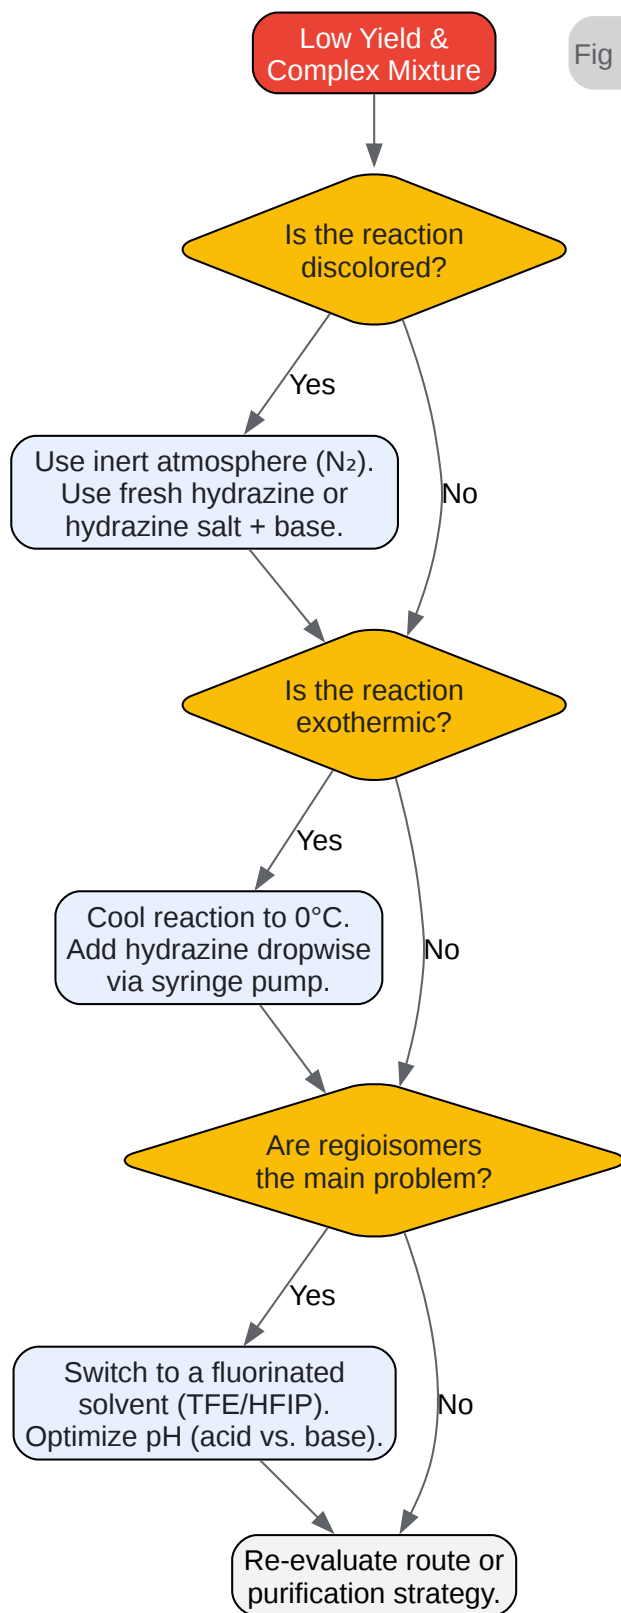 Low Yield &
Complex Mixture
Fig
Is the reaction
discolored?
Yes
No
Use inert atmosphere (N₂).
Use fresh hydrazine or
hydrazine salt + base.
Is the reaction
exothermic?
Yes
No
Cool reaction to 0°C.
Add hydrazine dropwise
via syringe pump.
Are regioisomers
the main problem?
Yes
No
Switch to a fluorinated
solvent (TFE/HFIP).
Optimize pH (acid vs. base).
Re-evaluate route or
purification strategy.